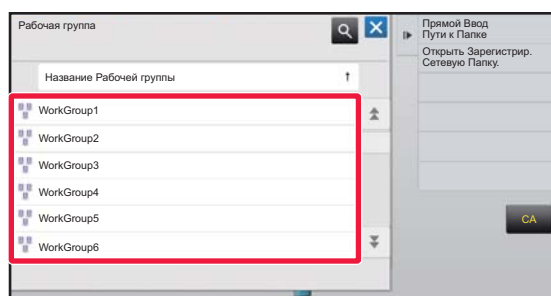 Рабочая группа
Название Рабочей группы ↑
WorkGroup1
WorkGroup2
WorkGroup3
WorkGroup4
WorkGroup5
WorkGroup6
Прямой Ввод
Пути к Папке
Открыть Зарегистрир.
Сетевую Папку.
CA